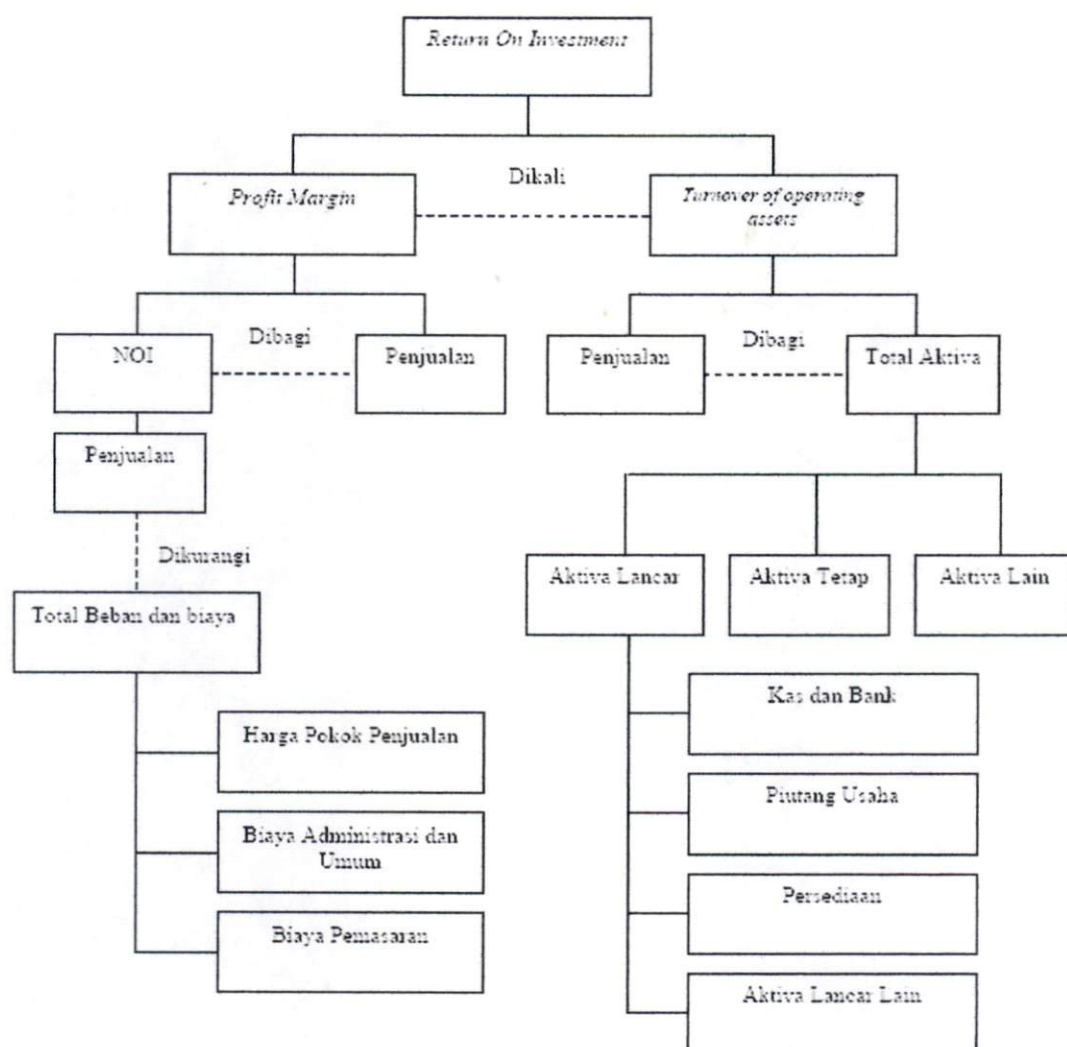 Return On Investment
Dikali
Profit Margin
Turnover of operating
assets
Dibagi
Dibagi
NOI
Penjualan
Penjualan
Total Aktiva
Penjualan
Dikurangi
Aktiva Lancar
Aktiva Tetap
Aktiva Lain
Total Beban dan biaya
Kas dan Bank
Harga Pokok Penjualan
Piutang Usaha
Biaya Administrasi dan
Umum
Persediaan
Biaya Pemasaran
Aktiva Lancar Lain